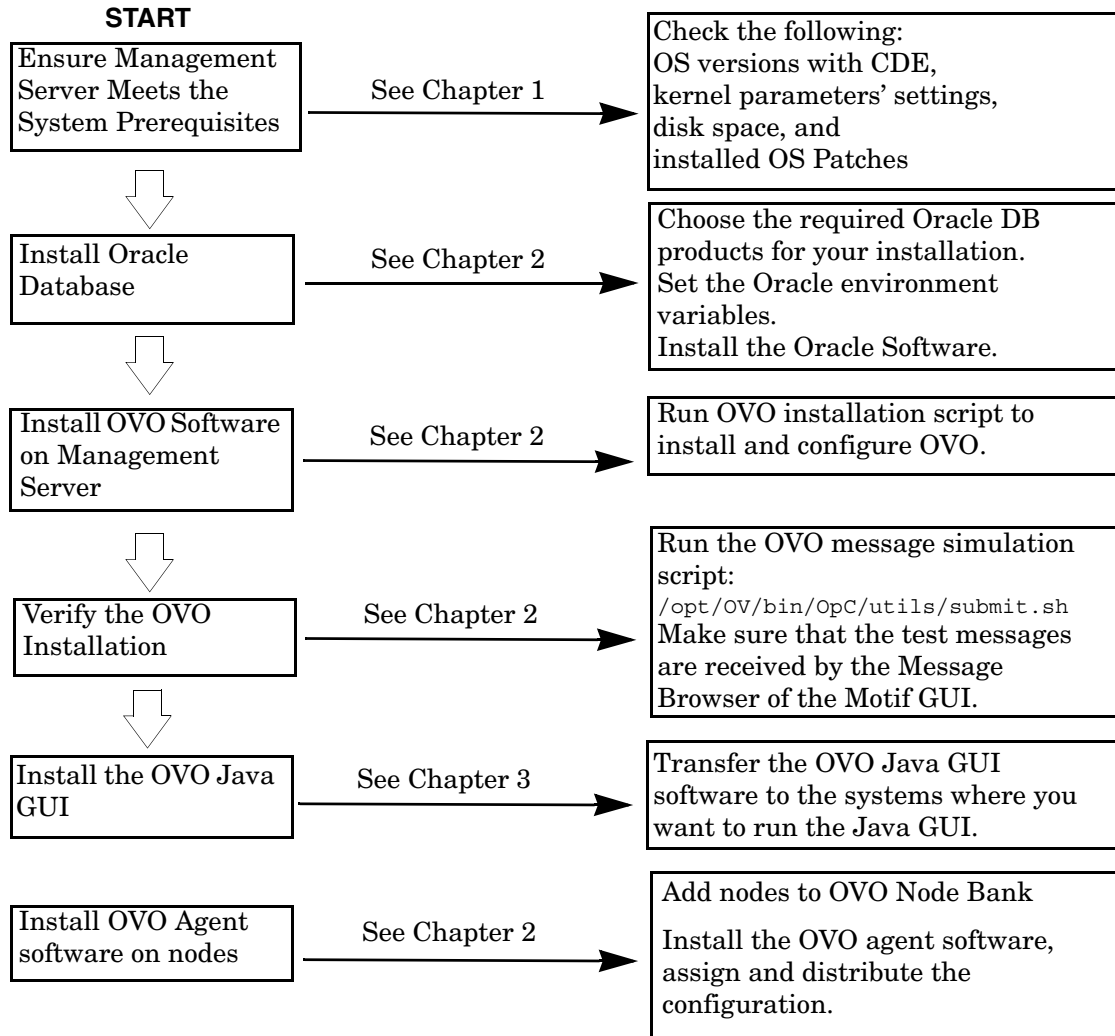 START
Ensure Management
Server Meets the
System Prerequisites
See Chapter 1
Check the following:
OS versions with CDE,
kernel parameters’ settings,
disk space, and
installed OS Patches
Install Oracle
Database
See Chapter 2
Choose the required Oracle DB
products for your installation.
Set the Oracle environment
variables.
Install the Oracle Software.
Install OVO Software
on Management
Server
See Chapter 2
Run OVO installation script to
install and configure OVO.
Verify the OVO
Installation
See Chapter 2
Run the OVO message simulation
script:
/opt/OV/bin/OpC/utils/submit.sh
Make sure that the test messages
are received by the Message
Browser of the Motif GUI.
Install the OVO Java
GUI
See Chapter 3
Transfer the OVO Java GUI
software to the systems where you
want to run the Java GUI.
Install OVO Agent
software on nodes
See Chapter 2
Add nodes to OVO Node Bank
Install the OVO agent software,
assign and distribute the
configuration.